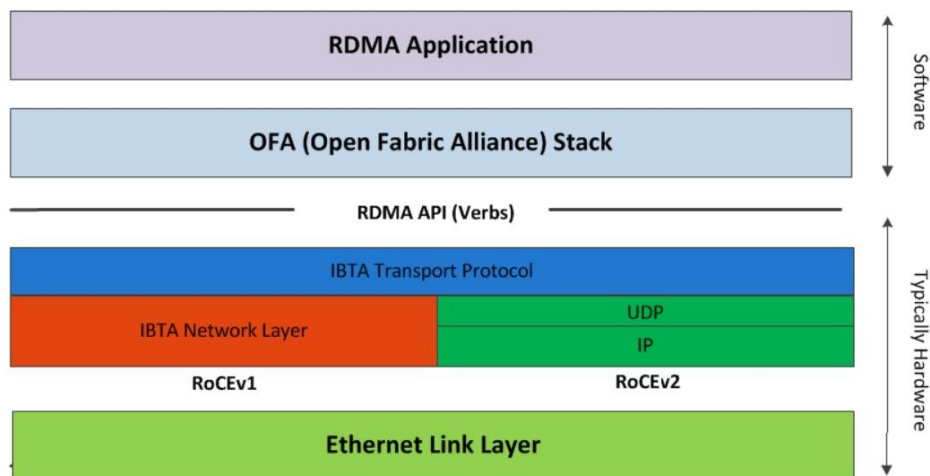 RDMA Application
Software
OFA (Open Fabric Alliance) Stack
RDMA API (Verbs)
IBTA Transport Protocol
IBTA Network Layer
UDP
IP
Typically Hardware
RoCEv1
RoCEv2
Ethernet Link Layer